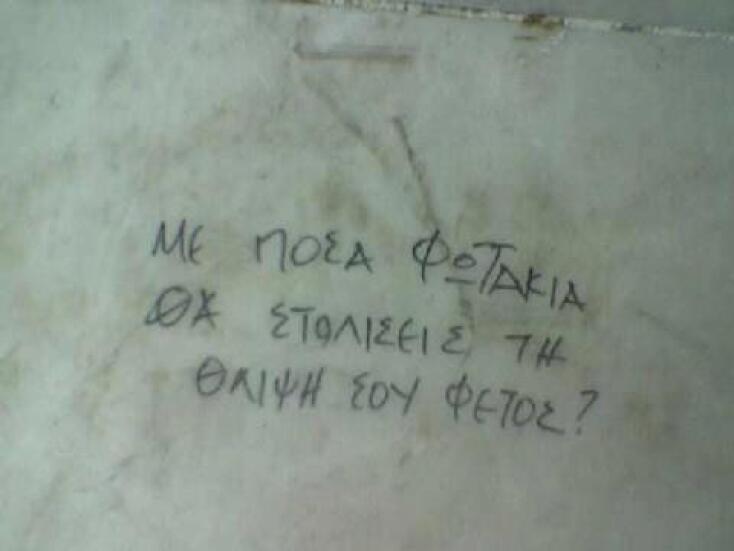 ΜΕ ΠΟΣΑ ΦΩΤΑΚΙΑ
ΘΑ ΣΤΟΛΙΣΕΙΣ ΤΗ
ΘΛΙΨΗ ΣΟΥ ΦΕΤΟΣ?